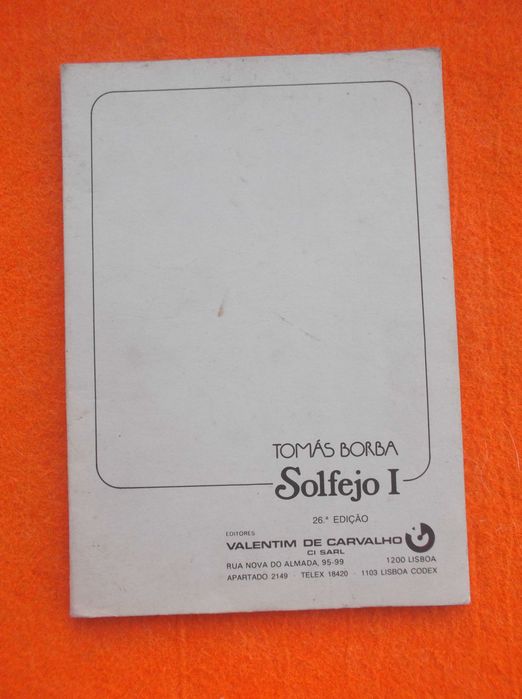 TOMÁS BORBA
Solfejo I
26.ª EDIÇÃO
EDITORES
VALENTIM DE CARVALHO
CI SARL
RUA NOVA DO ALMADA, 95-99 1200 LISBOA
APARTADO 2149 · TELEX 18420 · 1103 LISBOA CODEX